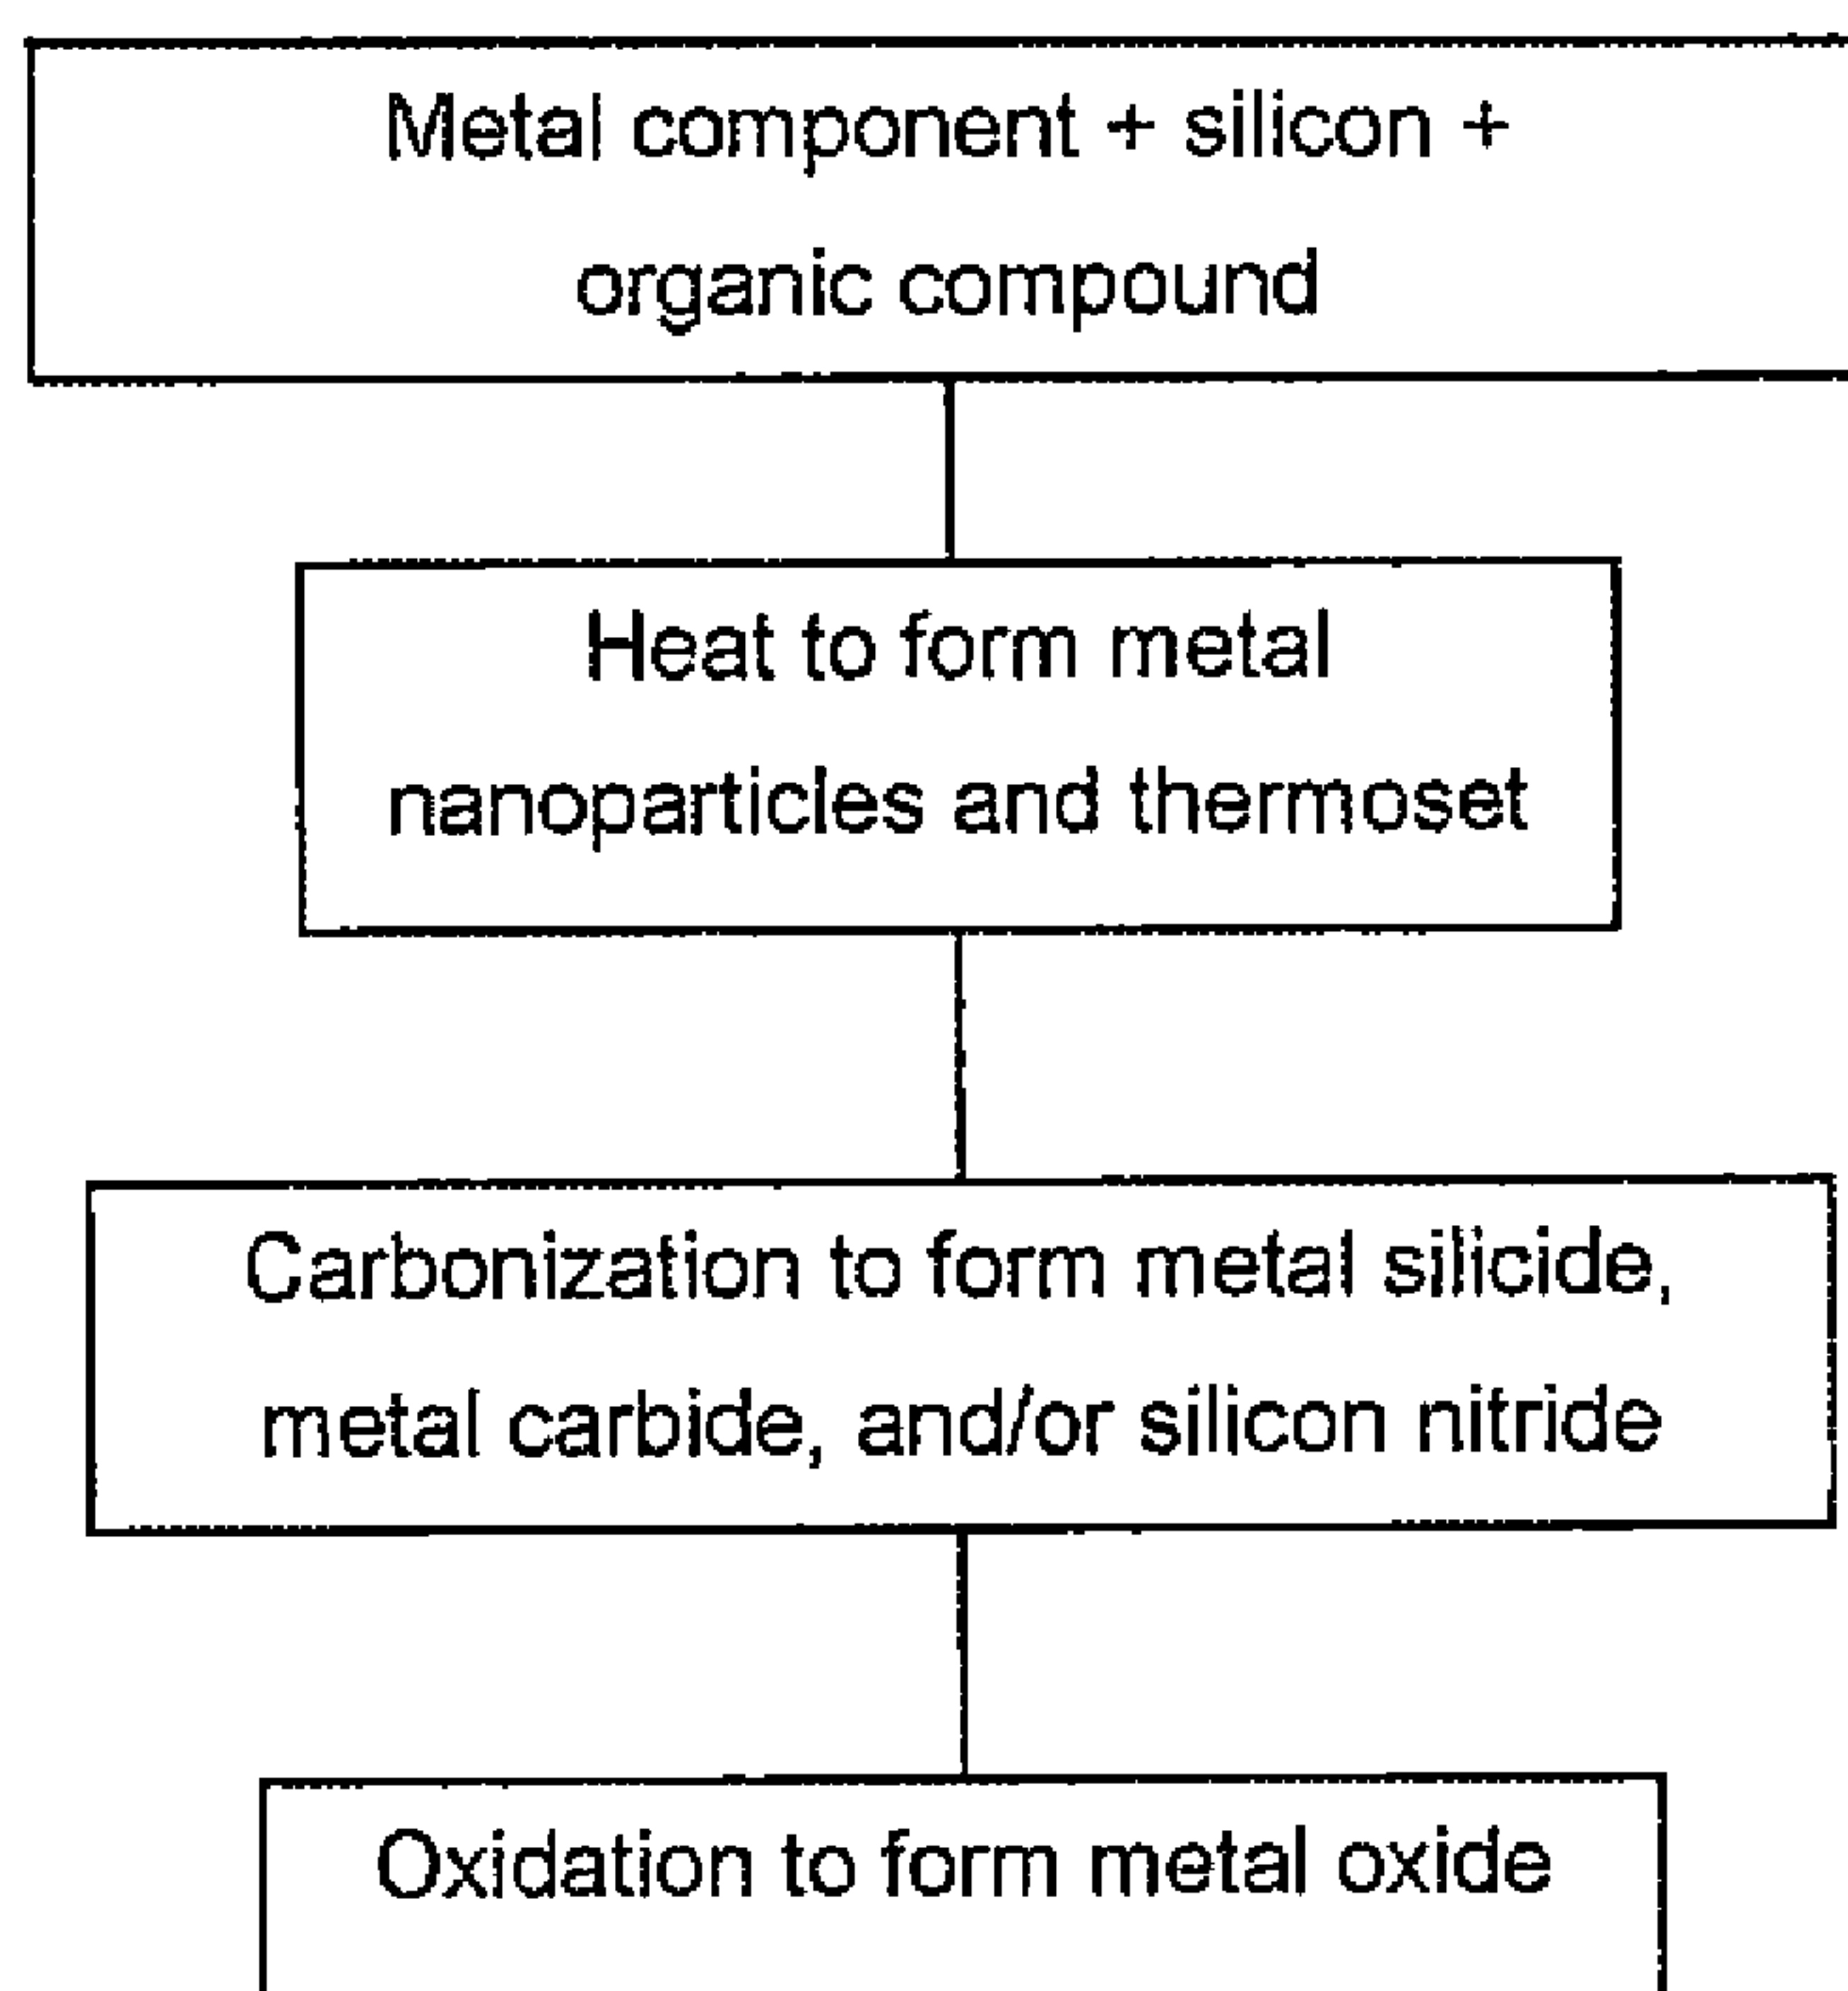 Metal component + silicon +
organic compound
Heat to form metal
nanoparticles and thermoset
Carbonization to form metal silicide,
metal carbide, and/or silicon nitride
Oxidation to form metal oxide